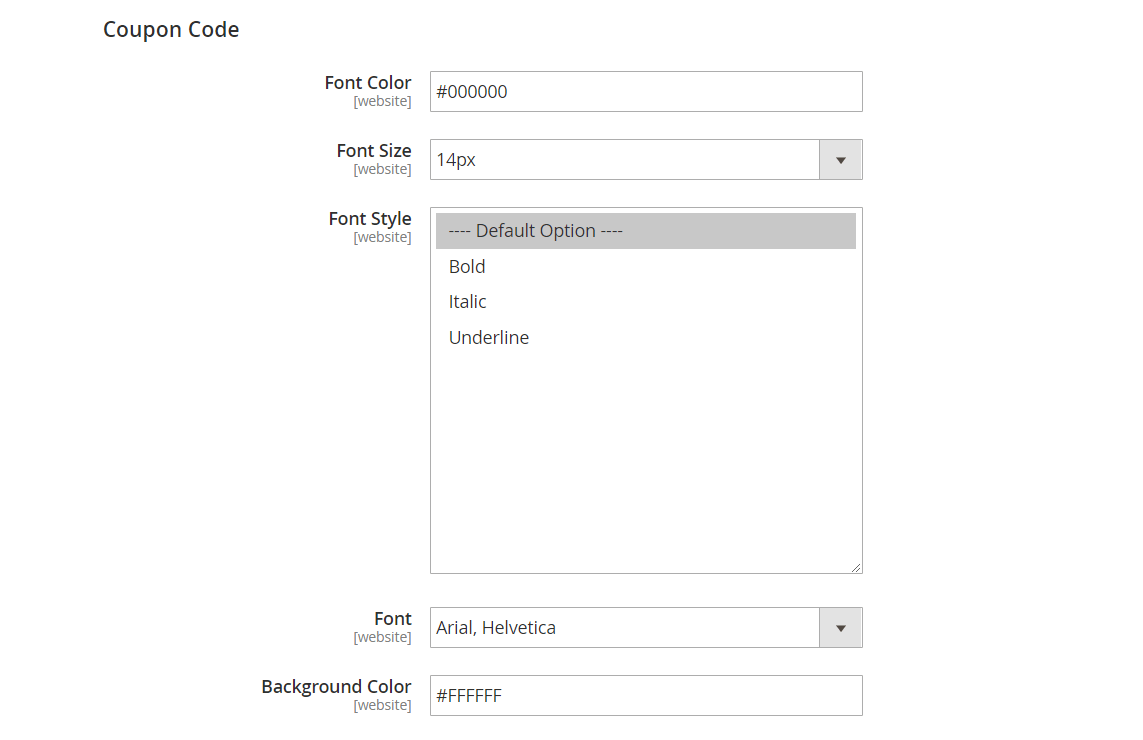 Coupon Code
Font Color
[website]
#000000
Font Size
[website]
14px
Font Style
[website]
---- Default Option ----
Bold
Italic
Underline
Font
[website]
Arial, Helvetica
Background Color
[website]
#FFFFFF